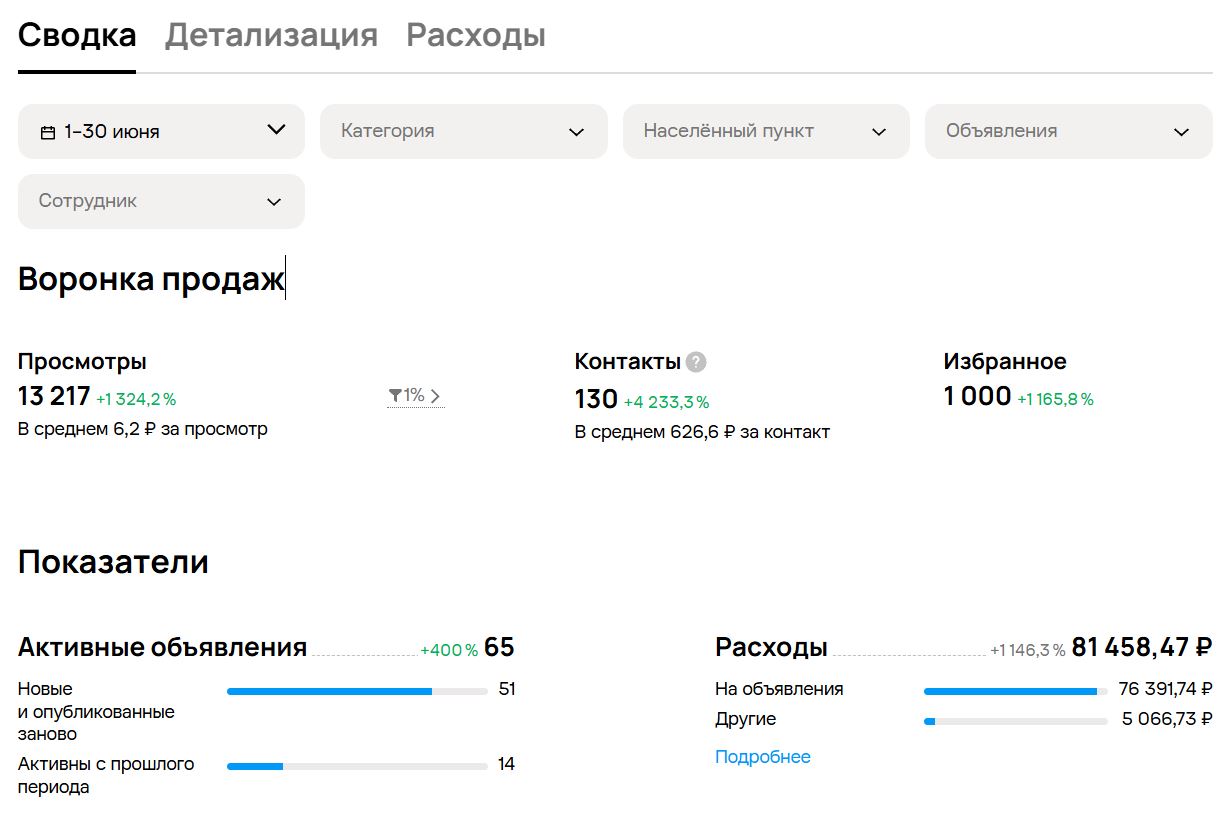 Сводка Детализация Расходы
1–30 июня Категория Населённый пункт Объявления
Сотрудник
Воронка продаж
Просмотры
13 217 +1 324,2 %
В среднем 6,2 ₽ за просмотр
1%
Контакты ?
130 +4 233,3 %
В среднем 626,6 ₽ за контакт
Избранное
1 000 +1 165,8 %
Показатели
Активные объявления +400 % 65
Новые
и опубликованные
заново
51
Активны с прошлого
периода
14
Расходы +1 146,3 % 81 458,47 ₽
На объявления 76 391,74 ₽
Другие 5 066,73 ₽
Подробнее